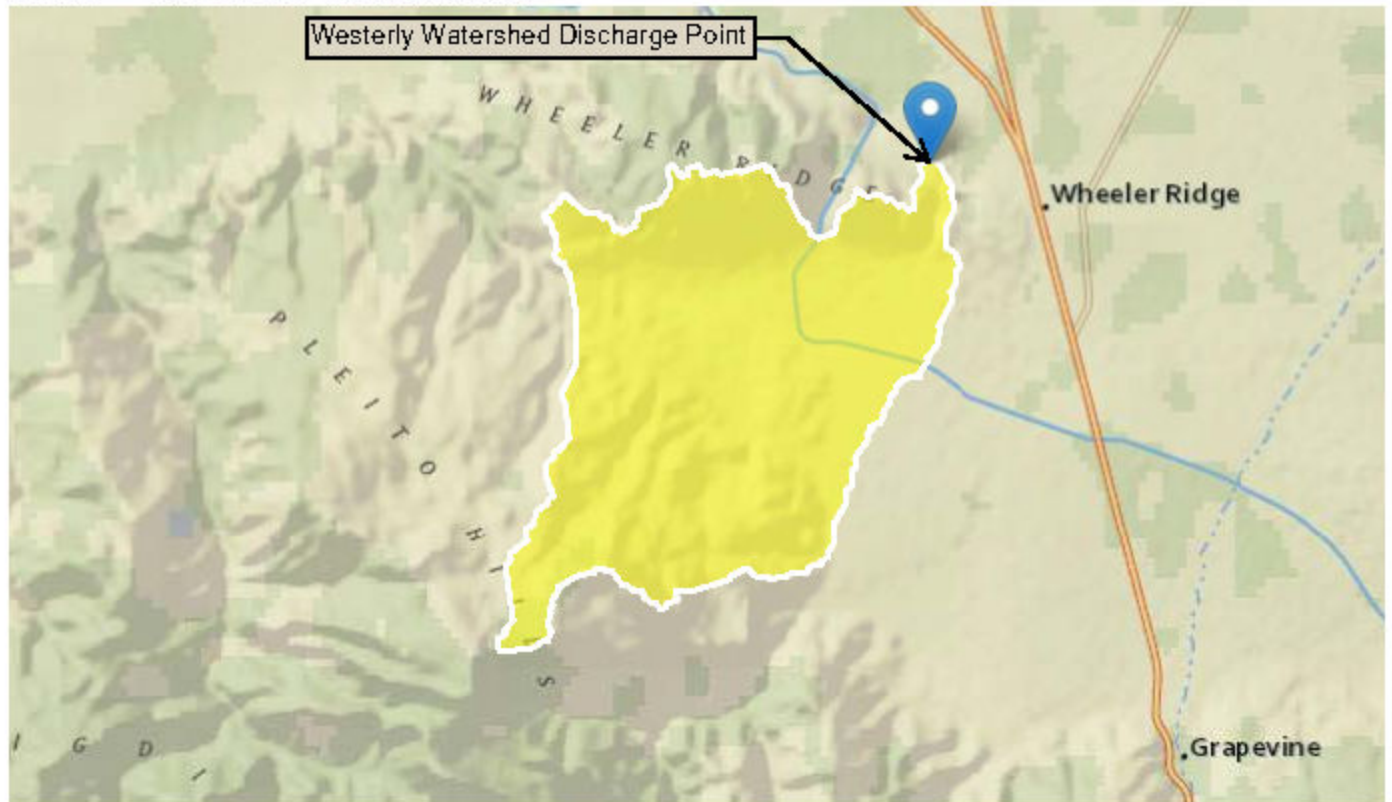 Westerly Watershed Discharge Point
WHEELER RIDGE
Wheeler Ridge
PLEITO HILLS
Grapevine
I G D I